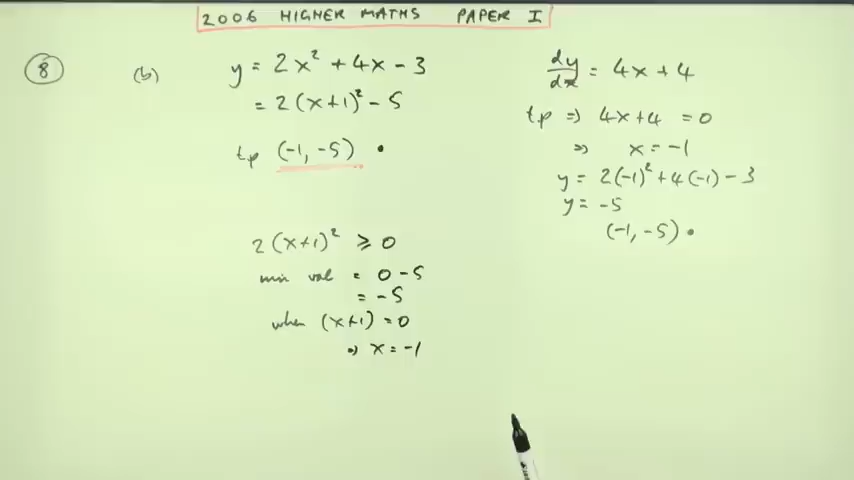 2006 HIGHER MATHS PAPER I
8 (b) y = 2x² + 4x - 3
= 2(x+1)² - 5
tp (-1, -5) •
2(x+1)² ⩾ 0
min val = 0 - 5
= -5
when (x+1) = 0
⇒ x = -1
dy/dx = 4x + 4
t.p ⇒ 4x+4 = 0
⇒ x = -1
y = 2(-1)² + 4(-1) - 3
y = -5
(-1, -5) •